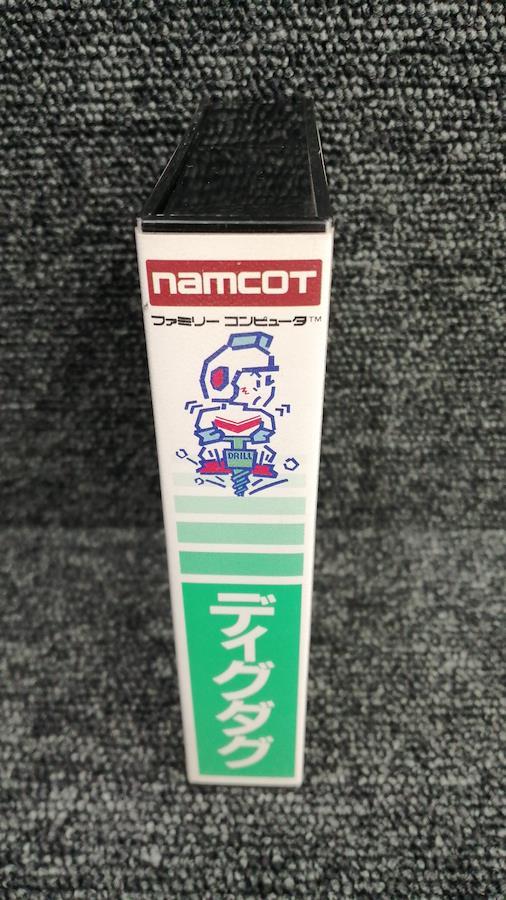 namcot
ファミリー コンピュータ™
DRILL
ディグダグ